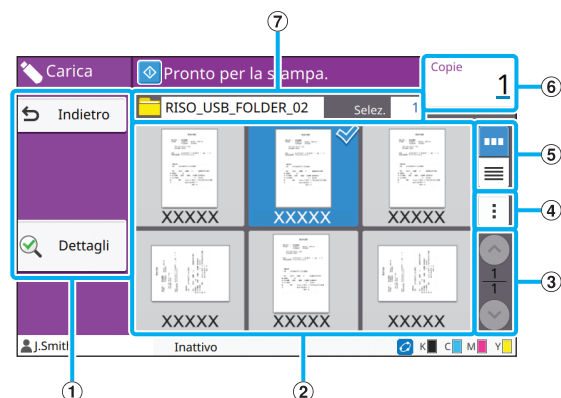 ⑦
Carica
Pronto per la stampa.
Copie
1
⑥
Indietro
RISO_USB_FOLDER_02
Selez. 1
⑤
XXXXX XXXXX XXXXX
④
Dettagli
1
1
③
XXXXX XXXXX XXXXX
J.Smith
Inattivo
K C M Y
① ②